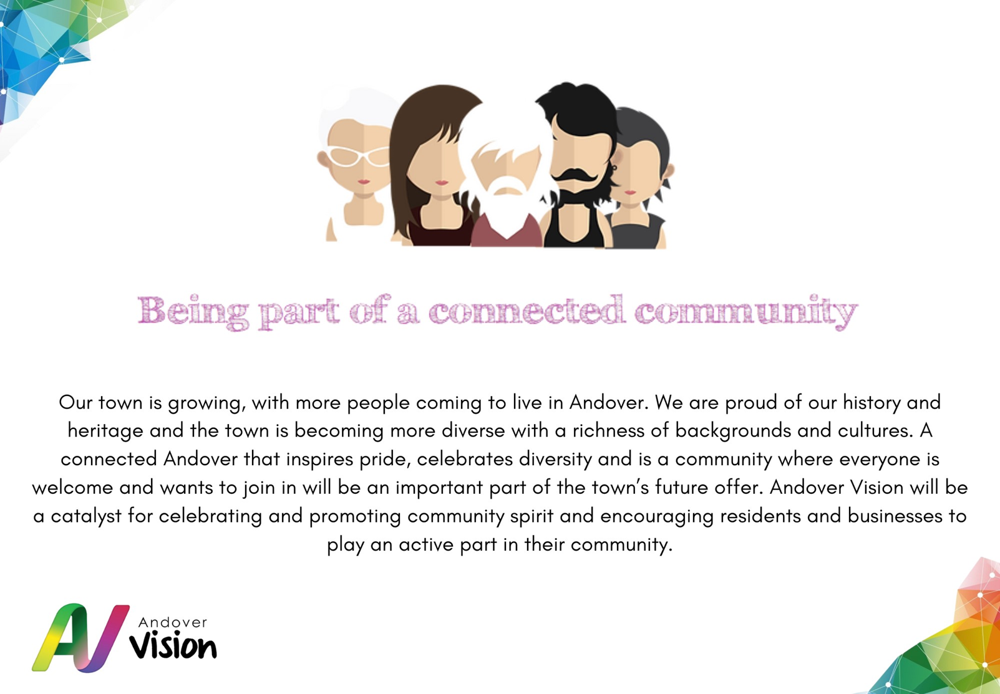 Being part of a connected community
Our town is growing, with more people coming to live in Andover. We are proud of our history and
heritage and the town is becoming more diverse with a richness of backgrounds and cultures. A
connected Andover that inspires pride, celebrates diversity and is a community where everyone is
welcome and wants to join in will be an important part of the town’s future offer. Andover Vision will be
a catalyst for celebrating and promoting community spirit and encouraging residents and businesses to
play an active part in their community.
AV
Andover
Vision